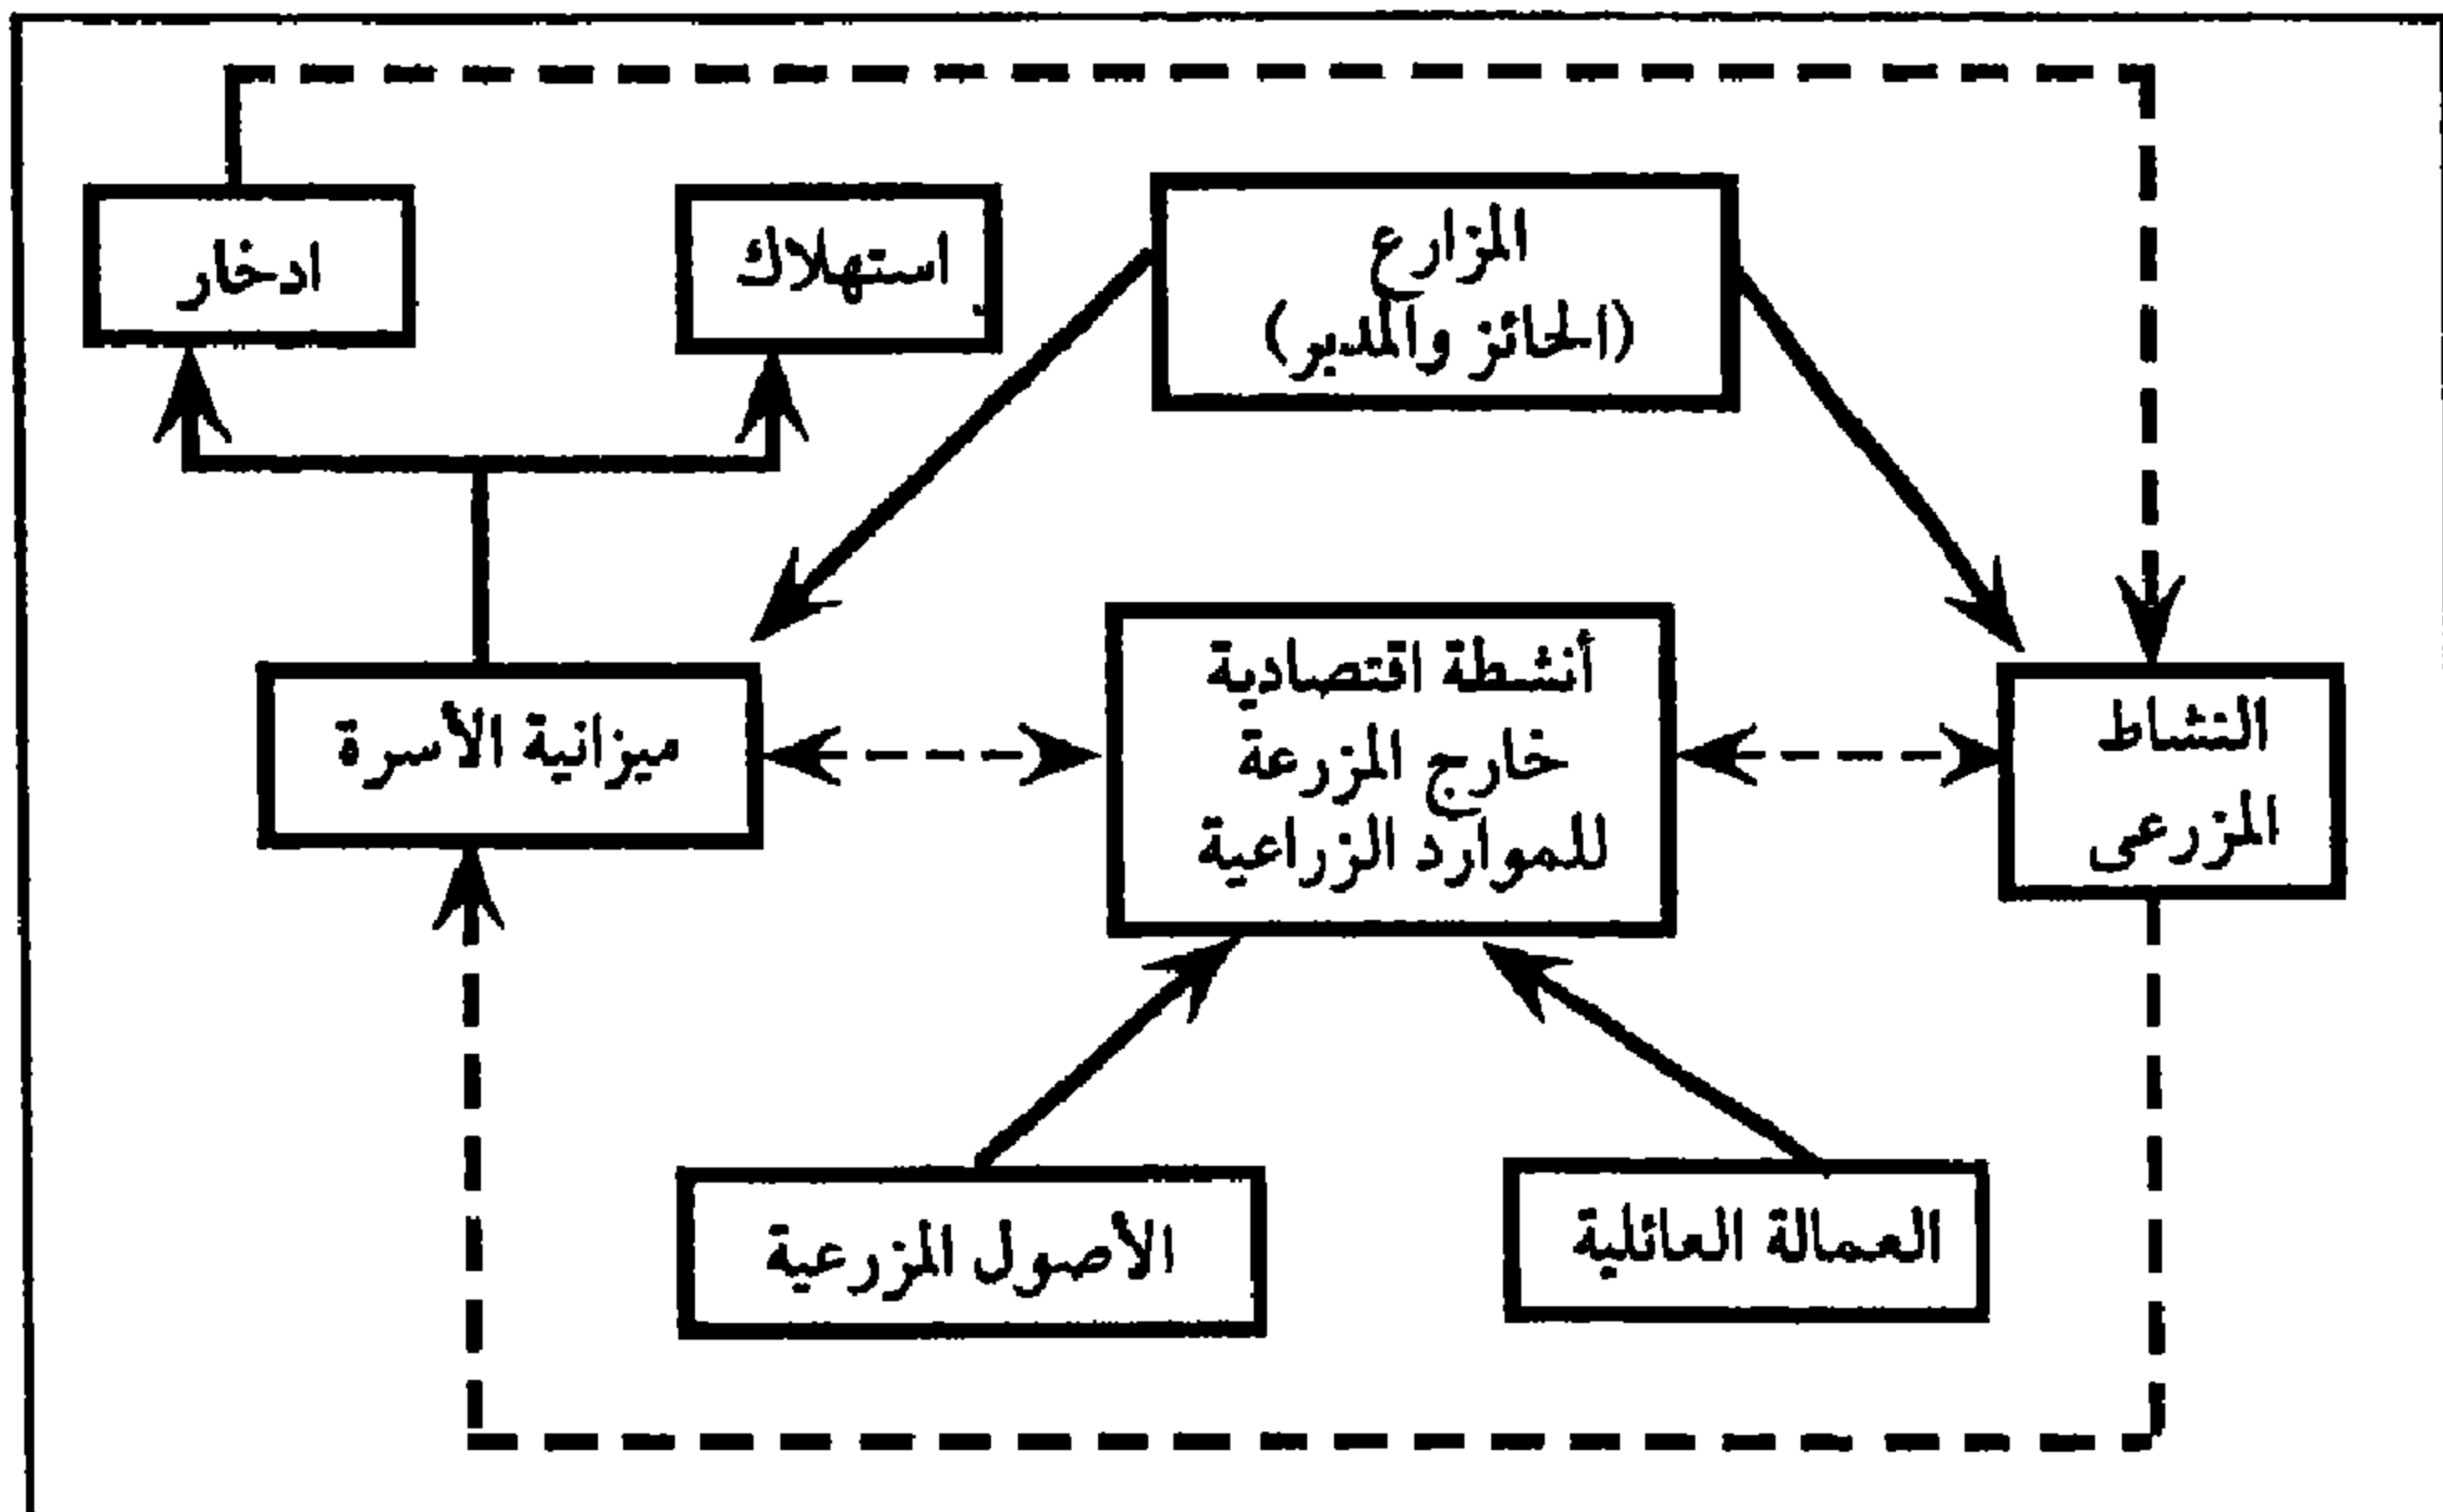 المزارع
(الحائز والمدير)
استهلاك
ادخار
النشاط
المزرعى
أنشطة اقتصادية
خارج المزرعة
للموارد الزراعية
ميزانية الأسرة
العمالة العائلية
الأصول المزرعية